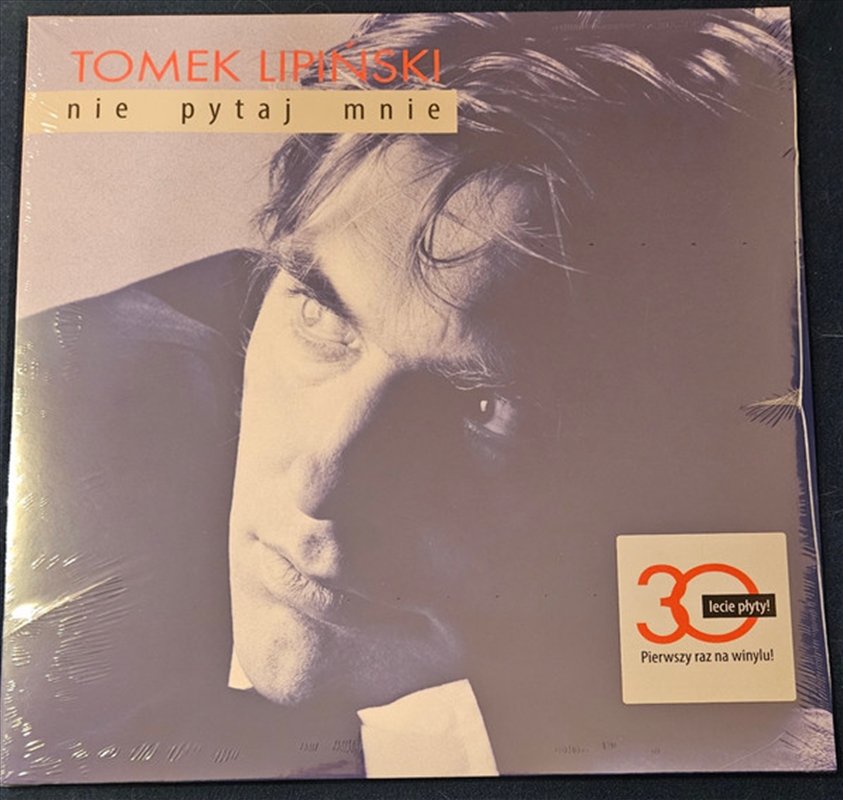 TOMEK LIPIŃSKI
nie pytaj mnie
30
lecie płyty!
Pierwszy raz na winylu!